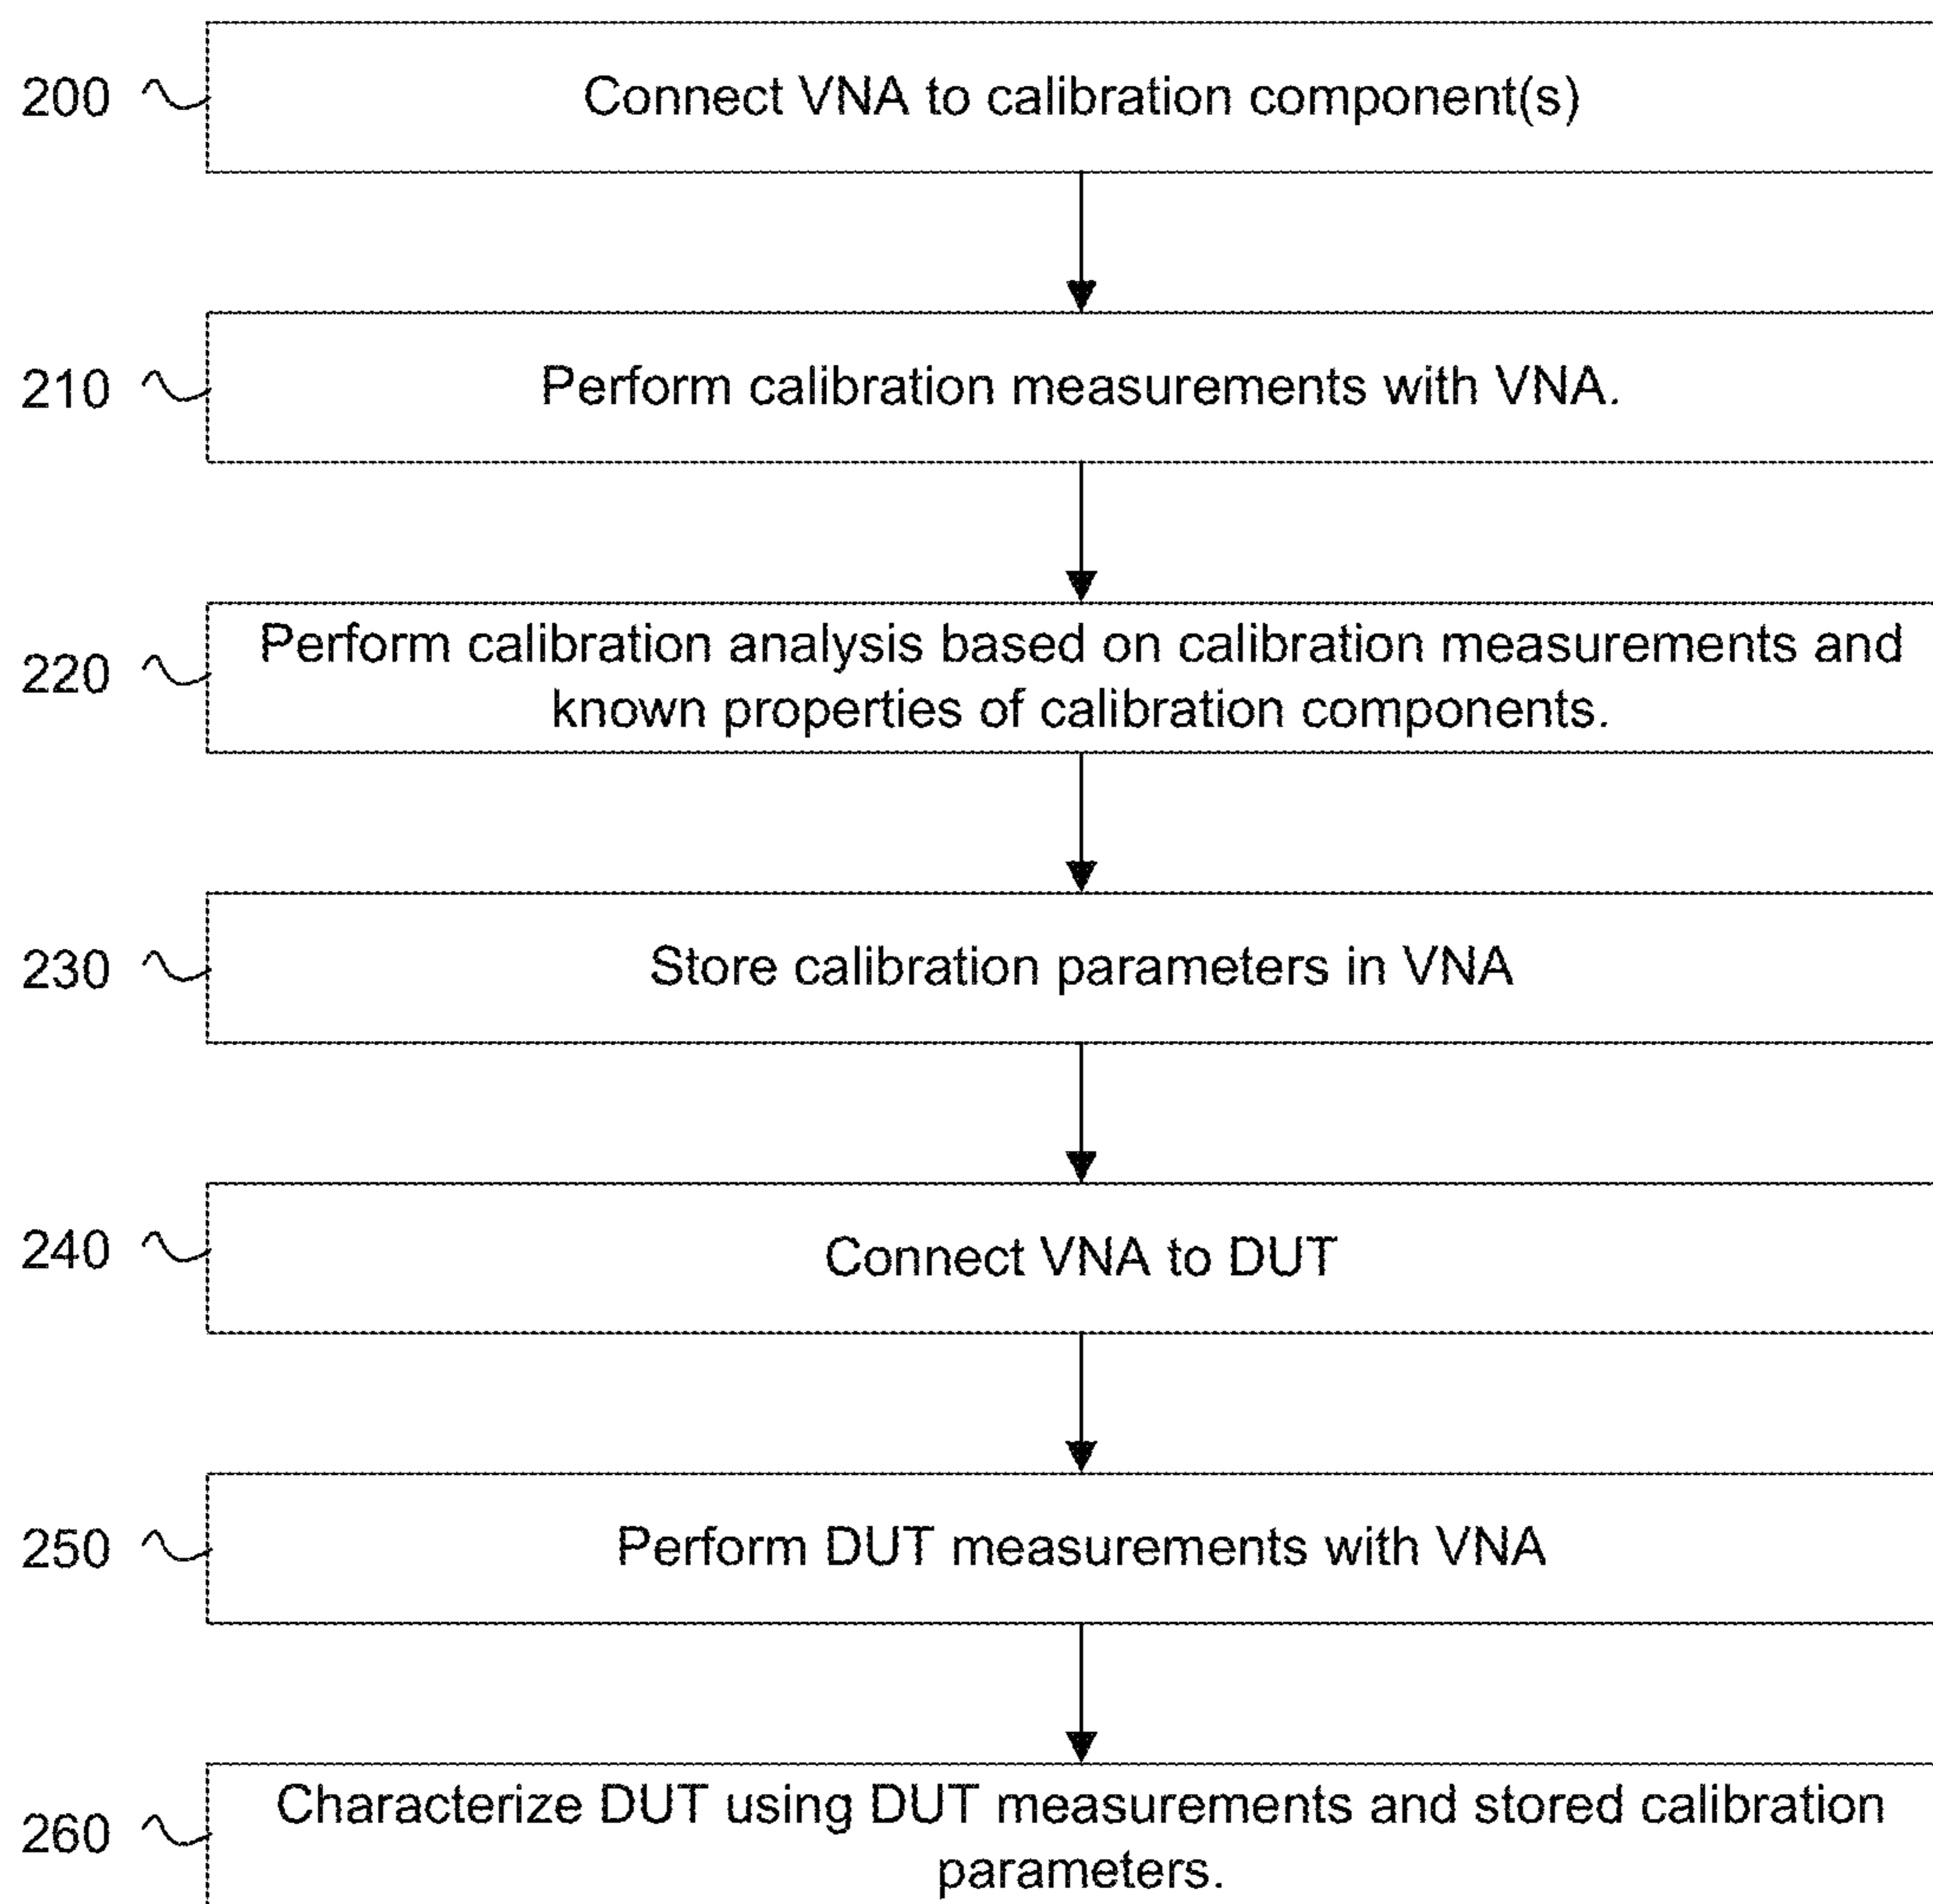 200
Connect VNA to calibration component(s)
210
Perform calibration measurements with VNA.
220
Perform calibration analysis based on calibration measurements and
known properties of calibration components.
230
Store calibration parameters in VNA
240
Connect VNA to DUT
250
Perform DUT measurements with VNA
260
Characterize DUT using DUT measurements and stored calibration
parameters.